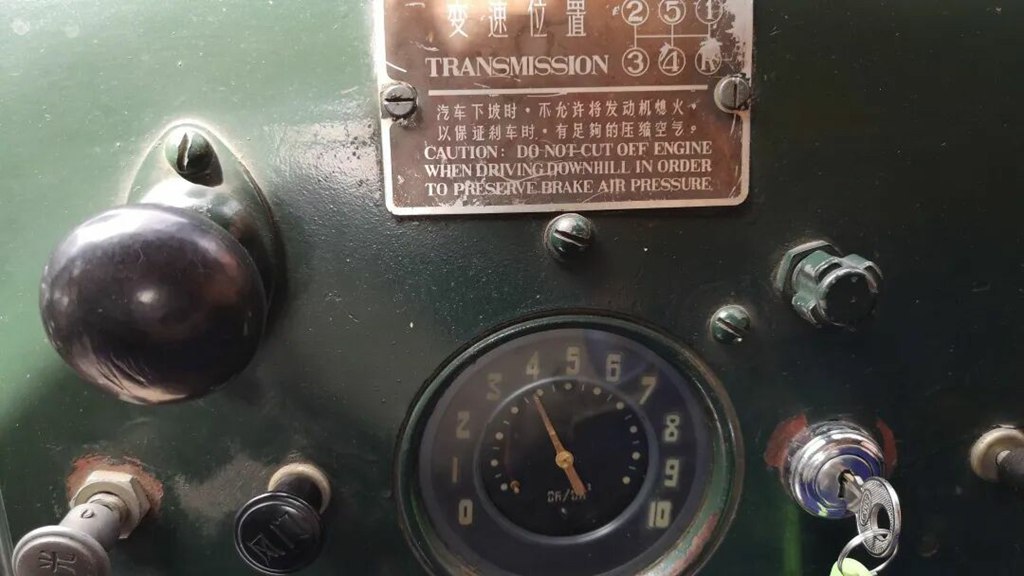 变速位置 ② ⑤ ①
TRANSMISSION ③ ④
汽车下坡时。不允许将发动机熄火。
以保证刹车时。有足夠的压缩空气。
CAUTION: DO NOT CUT OFF ENGINE
WHEN DRIVING DOWNHILL IN ORDER
TO PRESERVE BRAKE AIR PRESSURE
0 1 2 3 4 5 6 7 8 9 10
光